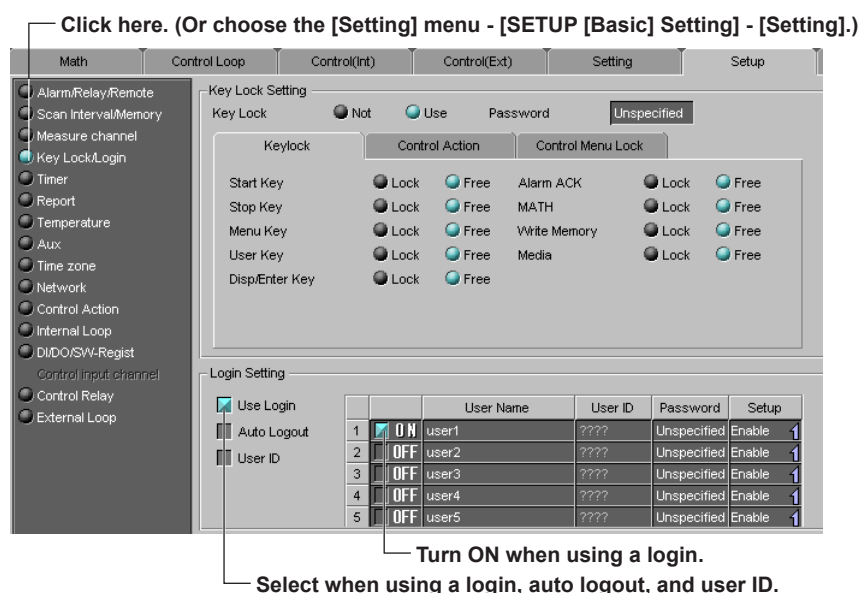 Click here. (Or choose the [Setting] menu - [SETUP [Basic] Setting] - [Setting].)
Math Control Loop Control(Int) Control(Ext) Setting Setup
Alarm/Relay/Remote
Scan Interval/Memory
Measure channel
Key Lock/Login
Timer
Report
Temperature
Aux
Time zone
Network
Control Action
Internal Loop
DI/DO/SW-Regist
Control input channel
Control Relay
External Loop
Key Lock Setting
Key Lock Not Use Password Unspecified
Keylock Control Action Control Menu Lock
Start Key Lock Free Alarm ACK Lock Free
Stop Key Lock Free MATH Lock Free
Menu Key Lock Free Write Memory Lock Free
User Key Lock Free Media Lock Free
Disp/Enter Key Lock Free
Login Setting
Use Login
Auto Logout
User ID
User Name User ID Password Setup
1 ON user1 ???? Unspecified Enable
2 OFF user2 ???? Unspecified Enable
3 OFF user3 ???? Unspecified Enable
4 OFF user4 ???? Unspecified Enable
5 OFF user5 ???? Unspecified Enable
Turn ON when using a login.
Select when using a login, auto logout, and user ID.